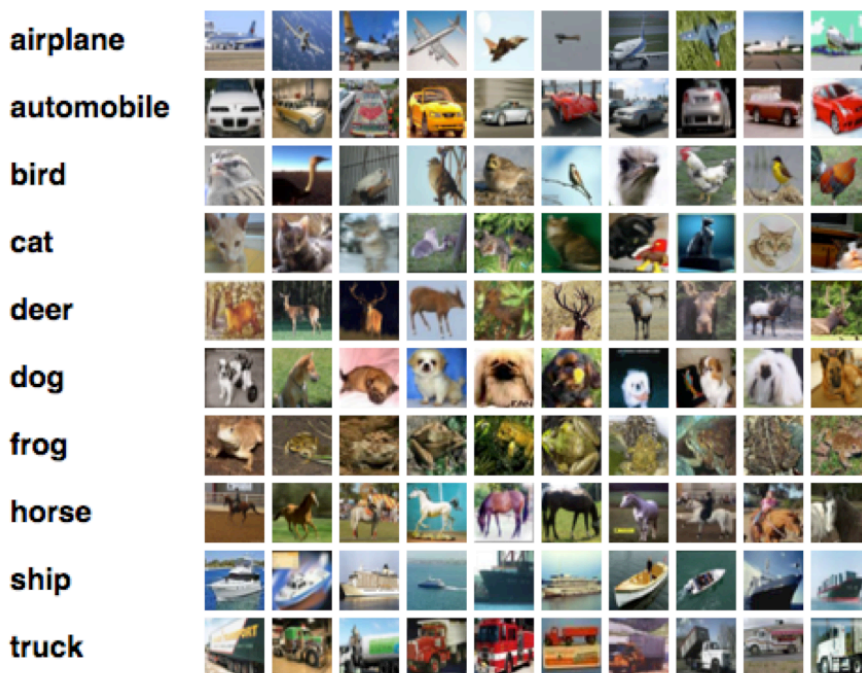 airplane
automobile
bird
cat
deer
dog
frog
horse
ship
truck